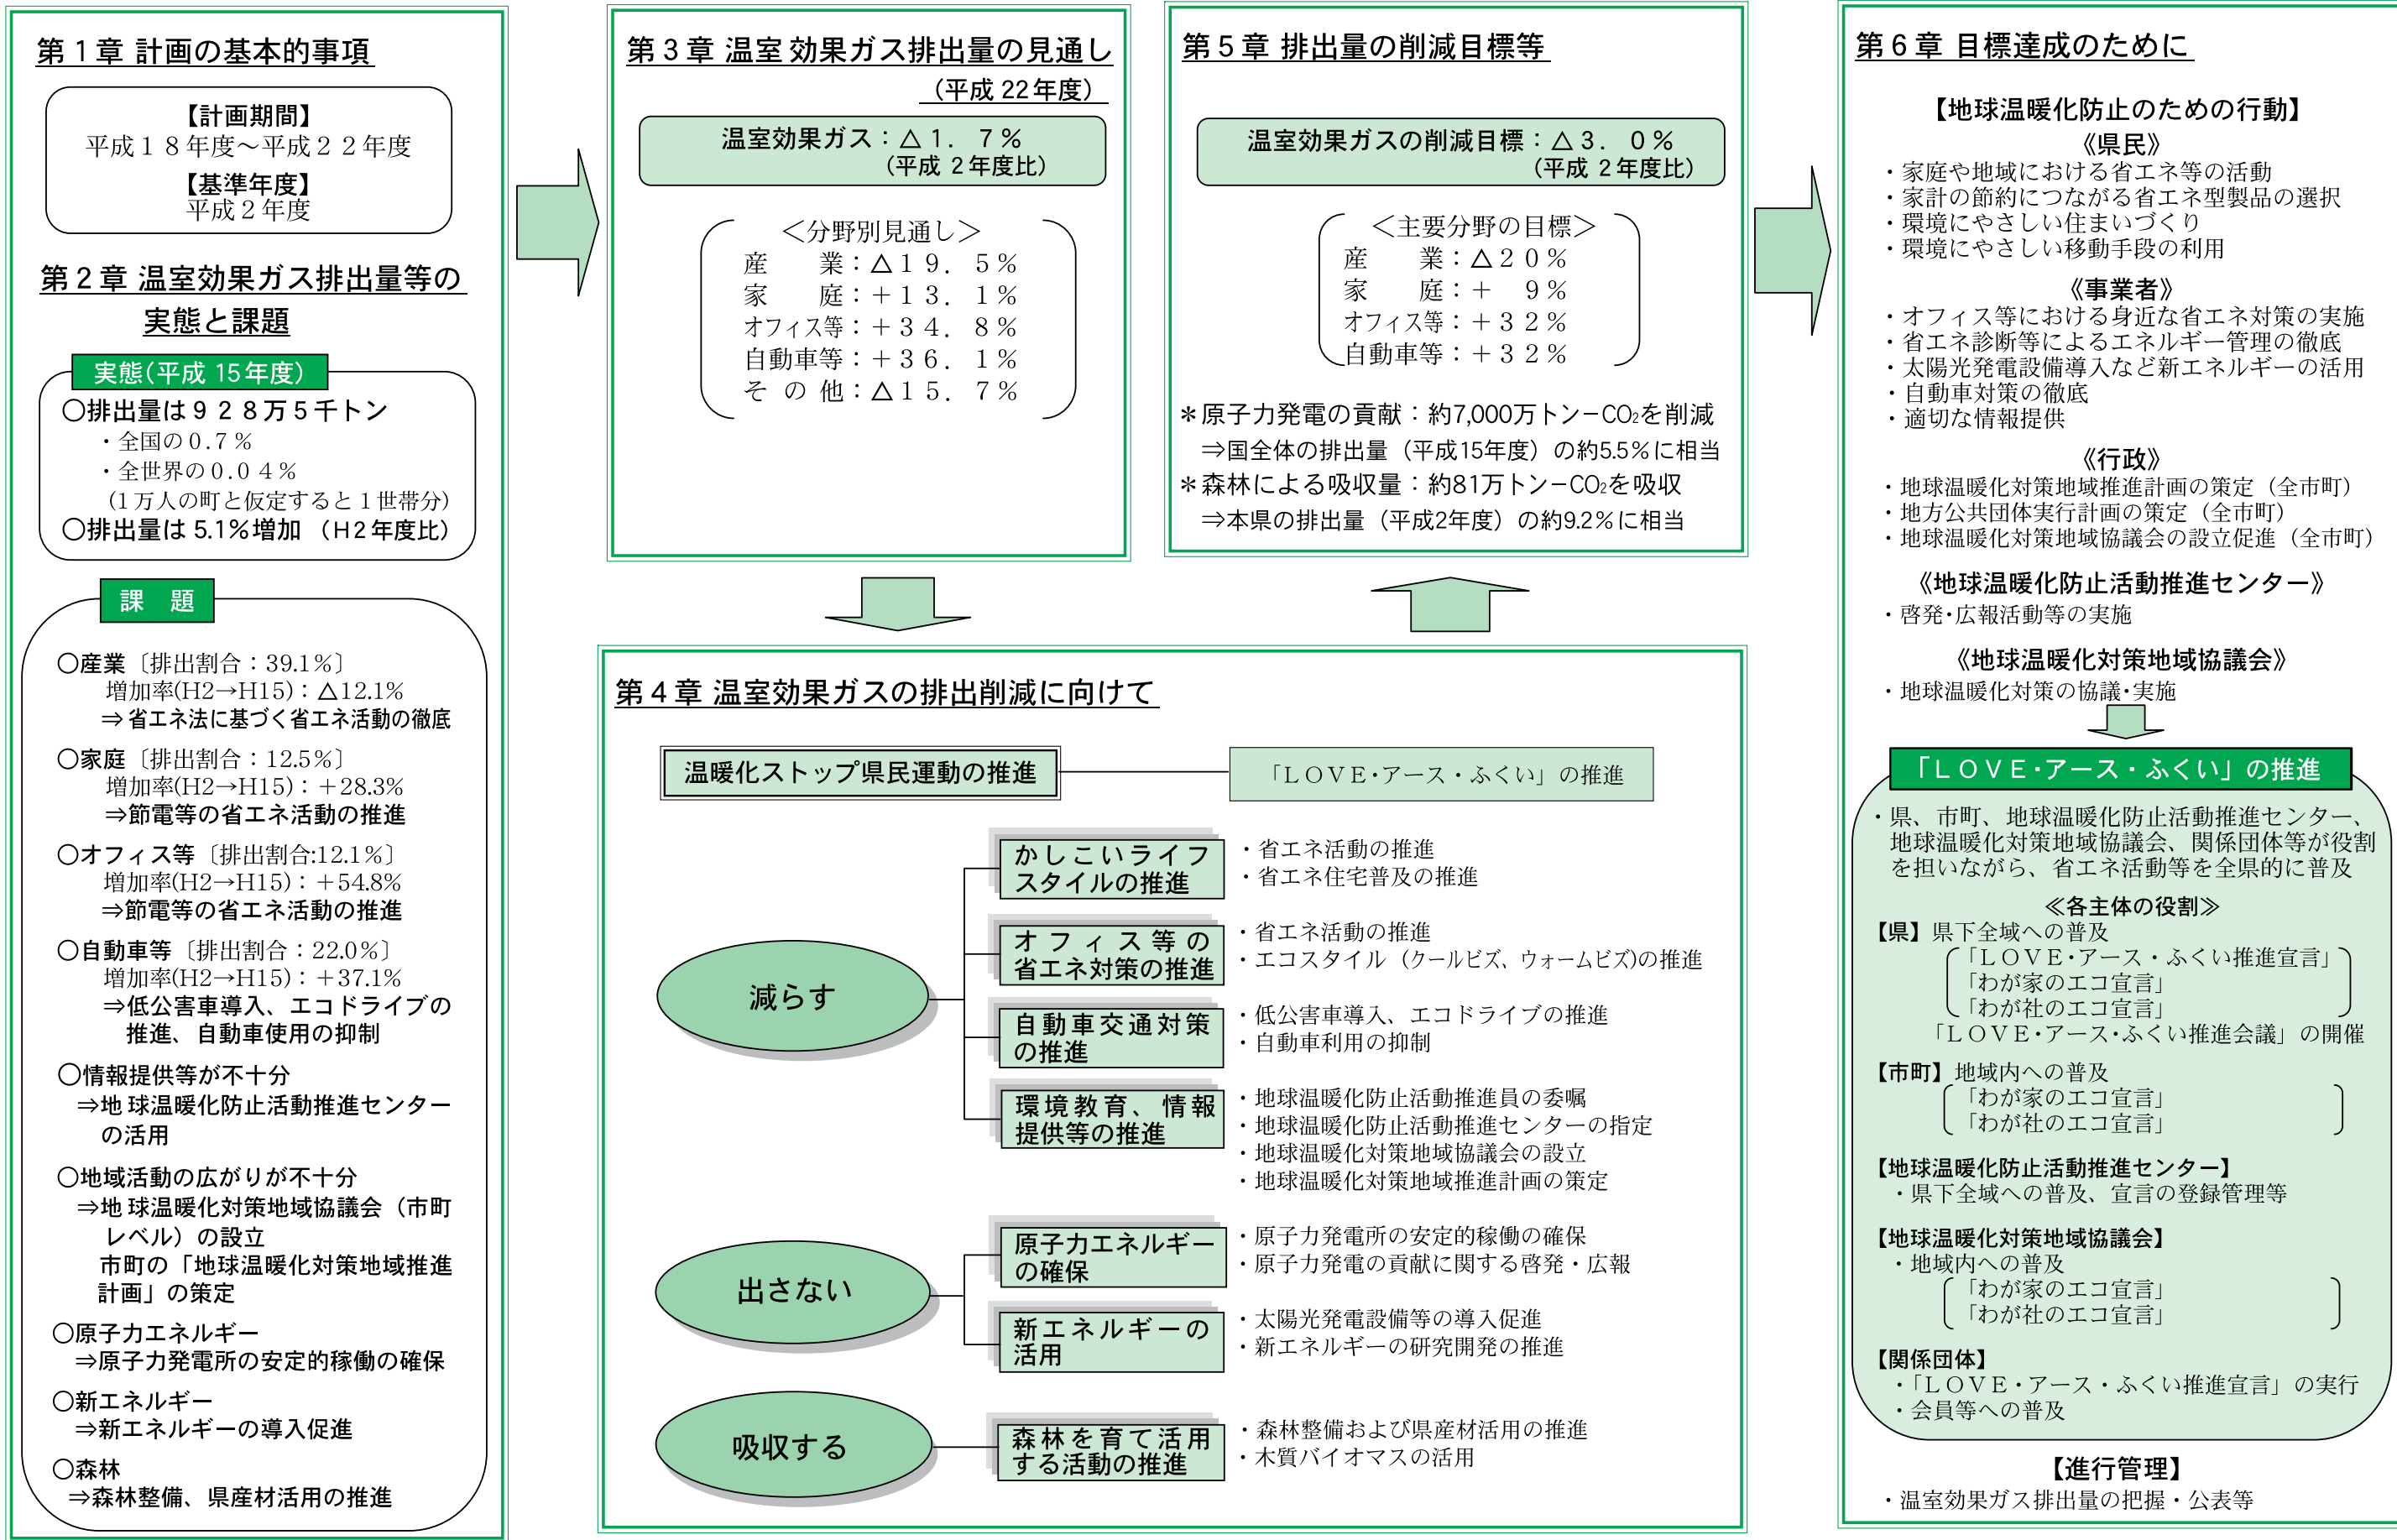 第１章 計画の基本的事項
【計画期間】
平成１８年度～平成２２年度
【基準年度】
平成２年度
第２章 温室効果ガス排出量等の
実態と課題
実態(平成 15年度)
○排出量は９２８万５千トン
・全国の０.７％
・全世界の０.０４％
(１万人の町と仮定すると１世帯分)
○排出量は 5.1%増加 （H2 年度比)
課　題
○産業〔排出割合：39.1%〕
増加率(H2→H15)：△12.1%
⇒ 省エネ法に基づく省エネ活動の徹底
○家庭〔排出割合：12.5%〕
増加率(H2→H15)：＋28.3%
⇒節電等の省エネ活動の推進
○オフィス等〔排出割合:12.1%〕
増加率(H2→H15)：＋54.8%
⇒節電等の省エネ活動の推進
○自動車等〔排出割合：22.0%〕
増加率(H2→H15)：＋37.1%
⇒低公害車導入、エコドライブの
推進、自動車使用の抑制
○情報提供等が不十分
⇒地球温暖化防止活動推進センター
の活用
○地域活動の広がりが不十分
⇒地球温暖化対策地域協議会（市町
レベル）の設立
市町の「地球温暖化対策地域推進
計画」の策定
○原子力エネルギー
⇒原子力発電所の安定的稼働の確保
○新エネルギー
⇒新エネルギーの導入促進
○森林
⇒森林整備、県産材活用の推進
第３章 温室効果ガス排出量の見通し
（平成 22年度）
温室効果ガス：△１．７％
(平成 ２年度比)
＜分野別見通し＞
産　　業：△１９．５％
家　　庭：＋１３．１％
オフィス等：＋３４．８％
自動車等：＋３６．１％
そ の 他：△１５．７％
第５章 排出量の削減目標等
温室効果ガスの削減目標：△３．０％
(平成 ２年度比)
＜主要分野の目標＞
産　　業：△２０％
家　　庭：＋　９％
オフィス等：＋３２％
自動車等：＋３２％
＊原子力発電の貢献：約7,000万トン－CO₂を削減
⇒国全体の排出量（平成15年度）の約5.5％に相当
＊森林による吸収量：約81万トン－CO₂を吸収
⇒本県の排出量（平成2年度）の約9.2％に相当
第４章 温室効果ガスの排出削減に向けて
温暖化ストップ県民運動の推進
「ＬＯＶＥ・アース・ふくい」の推進
減らす
かしこいライフ
スタイルの推進
・省エネ活動の推進
・省エネ住宅普及の推進
オフィス等の
省エネ対策の推進
・省エネ活動の推進
・エコスタイル（クールビズ、ウォームビズ)の推進
自動車交通対策
の推進
・低公害車導入、エコドライブの推進
・自動車利用の抑制
環境教育、情報
提供等の推進
・地球温暖化防止活動推進員の委嘱
・地球温暖化防止活動推進センターの指定
・地球温暖化対策地域協議会の設立
・地球温暖化対策地域推進計画の策定
出さない
原子力エネルギー
の確保
・原子力発電所の安定的稼働の確保
・原子力発電の貢献に関する啓発・広報
新エネルギーの
活用
・太陽光発電設備等の導入促進
・新エネルギーの研究開発の推進
吸収する
森林を育て活用
する活動の推進
・森林整備および県産材活用の推進
・木質バイオマスの活用
第６章 目標達成のために
【地球温暖化防止のための行動】
《県民》
・家庭や地域における省エネ等の活動
・家計の節約につながる省エネ型製品の選択
・環境にやさしい住まいづくり
・環境にやさしい移動手段の利用
《事業者》
・オフィス等における身近な省エネ対策の実施
・省エネ診断等によるエネルギー管理の徹底
・太陽光発電設備導入など新エネルギーの活用
・自動車対策の徹底
・適切な情報提供
《行政》
・地球温暖化対策地域推進計画の策定（全市町）
・地方公共団体実行計画の策定（全市町）
・地球温暖化対策地域協議会の設立促進（全市町）
《地球温暖化防止活動推進センター》
・啓発・広報活動等の実施
《地球温暖化対策地域協議会》
・地球温暖化対策の協議・実施
「ＬＯＶＥ・アース・ふくい」の推進
・県、市町、地球温暖化防止活動推進センター、
地球温暖化対策地域協議会、関係団体等が役割
を担いながら、省エネ活動等を全県的に普及
≪各主体の役割≫
【県】県下全域への普及
「ＬＯＶＥ・アース・ふくい推進宣言」
「わが家のエコ宣言」
「わが社のエコ宣言」
「ＬＯＶＥ・アース・ふくい推進会議」の開催
【市町】地域内への普及
「わが家のエコ宣言」
「わが社のエコ宣言」
【地球温暖化防止活動推進センター】
・県下全域への普及、宣言の登録管理等
【地球温暖化対策地域協議会】
・地域内への普及
「わが家のエコ宣言」
「わが社のエコ宣言」
【関係団体】
・「ＬＯＶＥ・アース・ふくい推進宣言」の実行
・会員等への普及
【進行管理】
・温室効果ガス排出量の把握・公表等